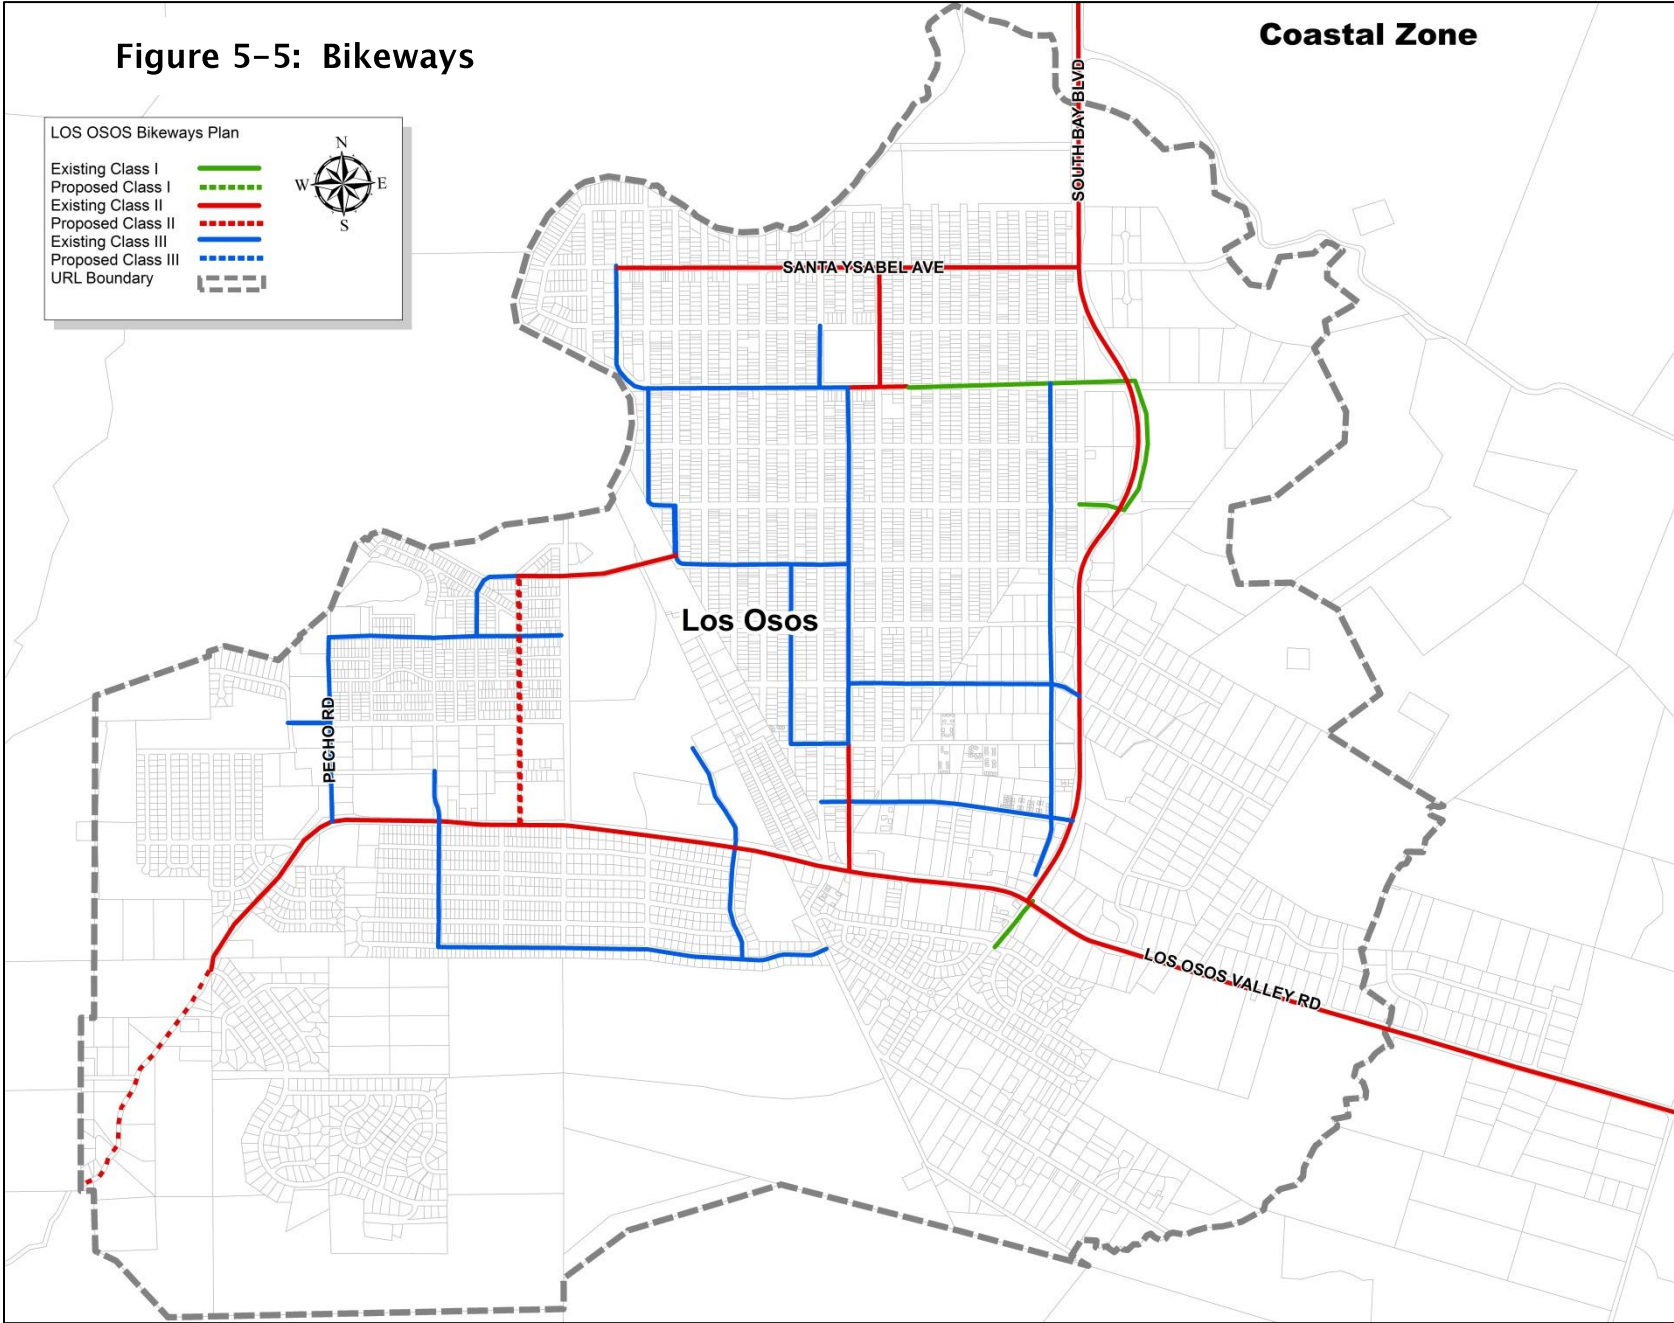 Coastal Zone
Figure 5-5: Bikeways
LOS OSOS Bikeways Plan
Existing Class I
Proposed Class I
Existing Class II
Proposed Class II
Existing Class III
Proposed Class III
URL Boundary
N
W
E
S
SOUTH BAY BLVD
SANTA YSABEL AVE
Los Osos
PECHO RD
LOS OSOS VALLEY RD